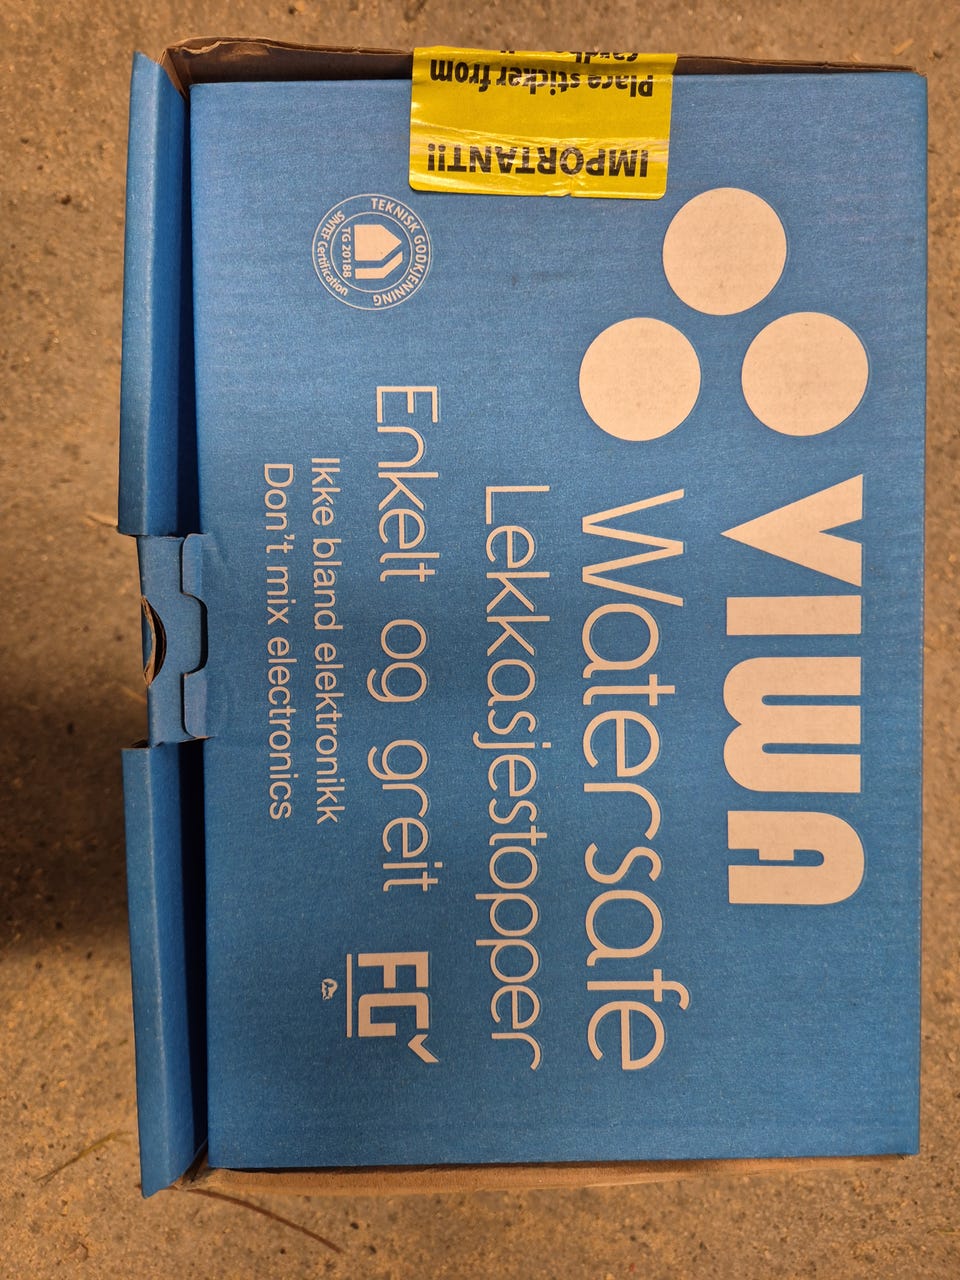 VIWA
Watersafe
Lekkasjestopper
Enkelt og greit
Ikke bland elektronikk
Don't mix electronics
FG
TEKNISK GODKJENNING
TG 20188
SINTEF Certification
IMPORTANT!!
Place sticker from